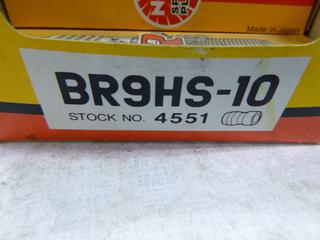 Made in Japan
BR9HS-10
STOCK NO. 4551